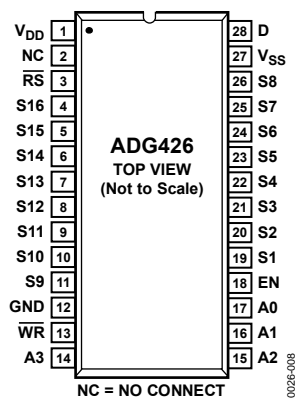 VDD 1 28 D
NC 2 27 VSS
R̅S̅ 3 26 S8
S16 4 25 S7
S15 5 24 S6
S14 6 23 S5
S13 7 22 S4
S12 8 21 S3
S11 9 20 S2
S10 10 19 S1
S9 11 18 EN
GND 12 17 A0
W̅R̅ 13 16 A1
A3 14 15 A2
ADG426
TOP VIEW
(Not to Scale)
NC = NO CONNECT
0026-008